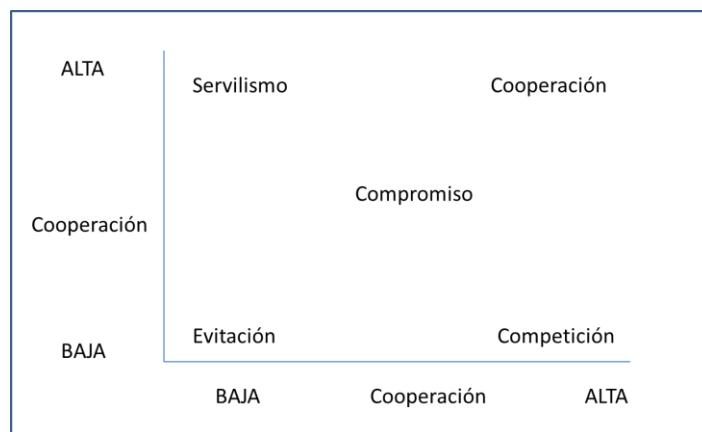 ALTA
Servilismo
Cooperación
Compromiso
Cooperación
Evitación
Competición
BAJA
BAJA
Cooperación
ALTA